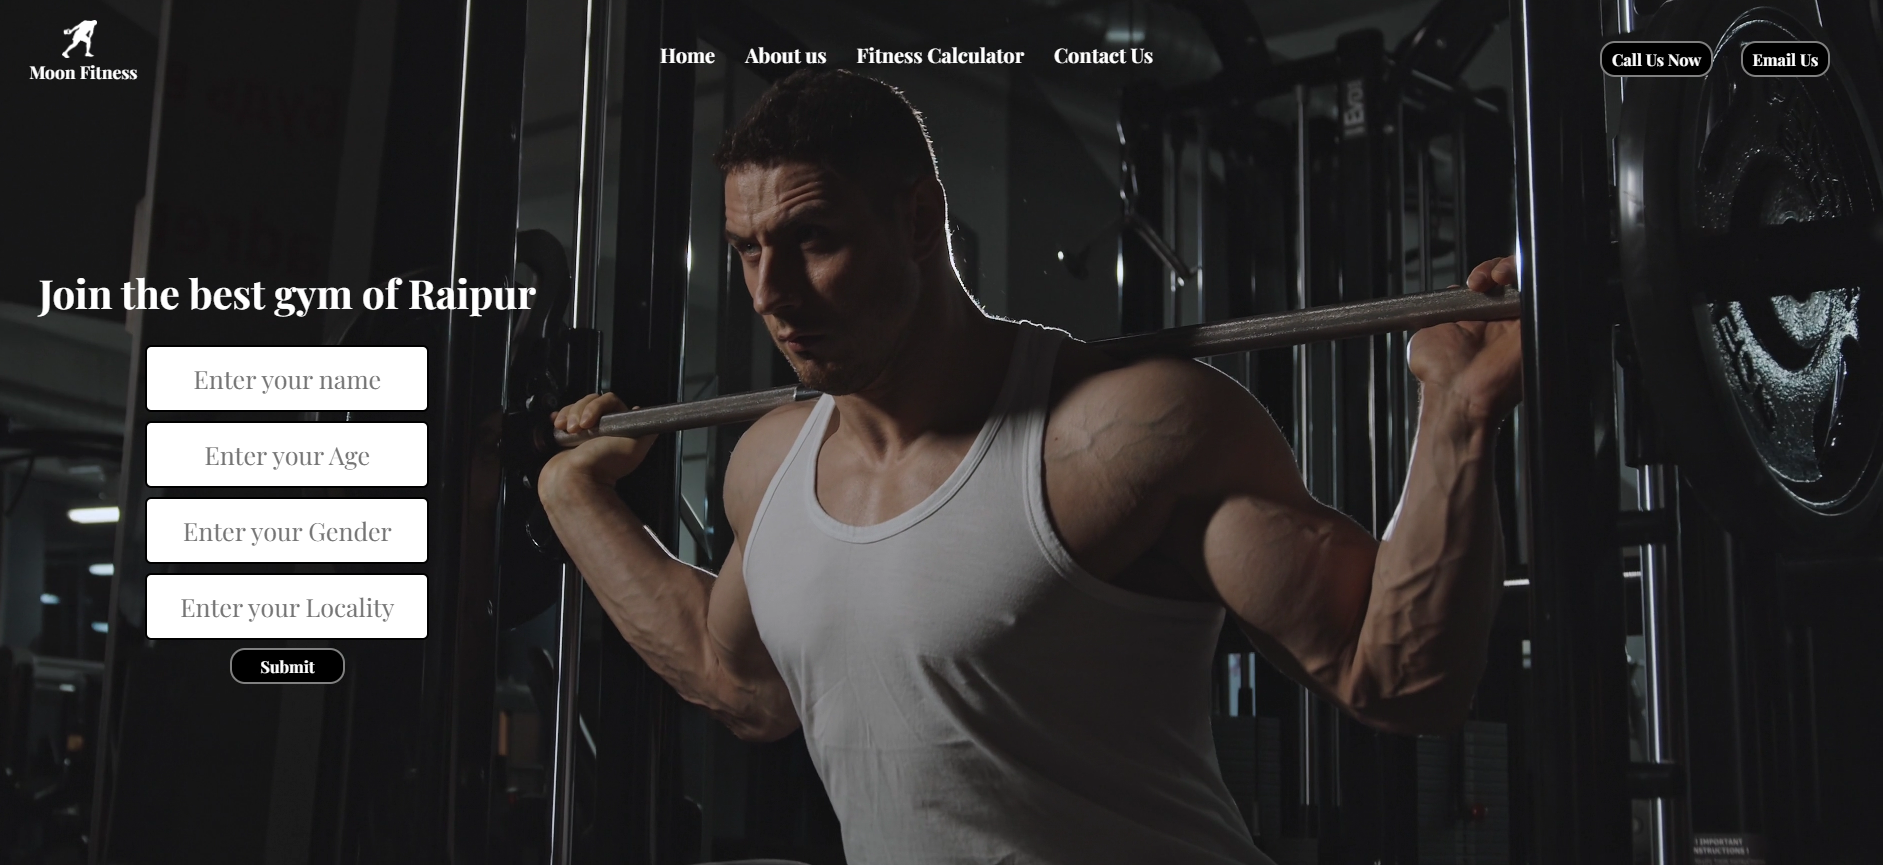 Moon Fitness
Home About us Fitness Calculator Contact Us
Call Us Now Email Us
Join the best gym of Raipur
Enter your name
Enter your Age
Enter your Gender
Enter your Locality
Submit
! IMPORTANT